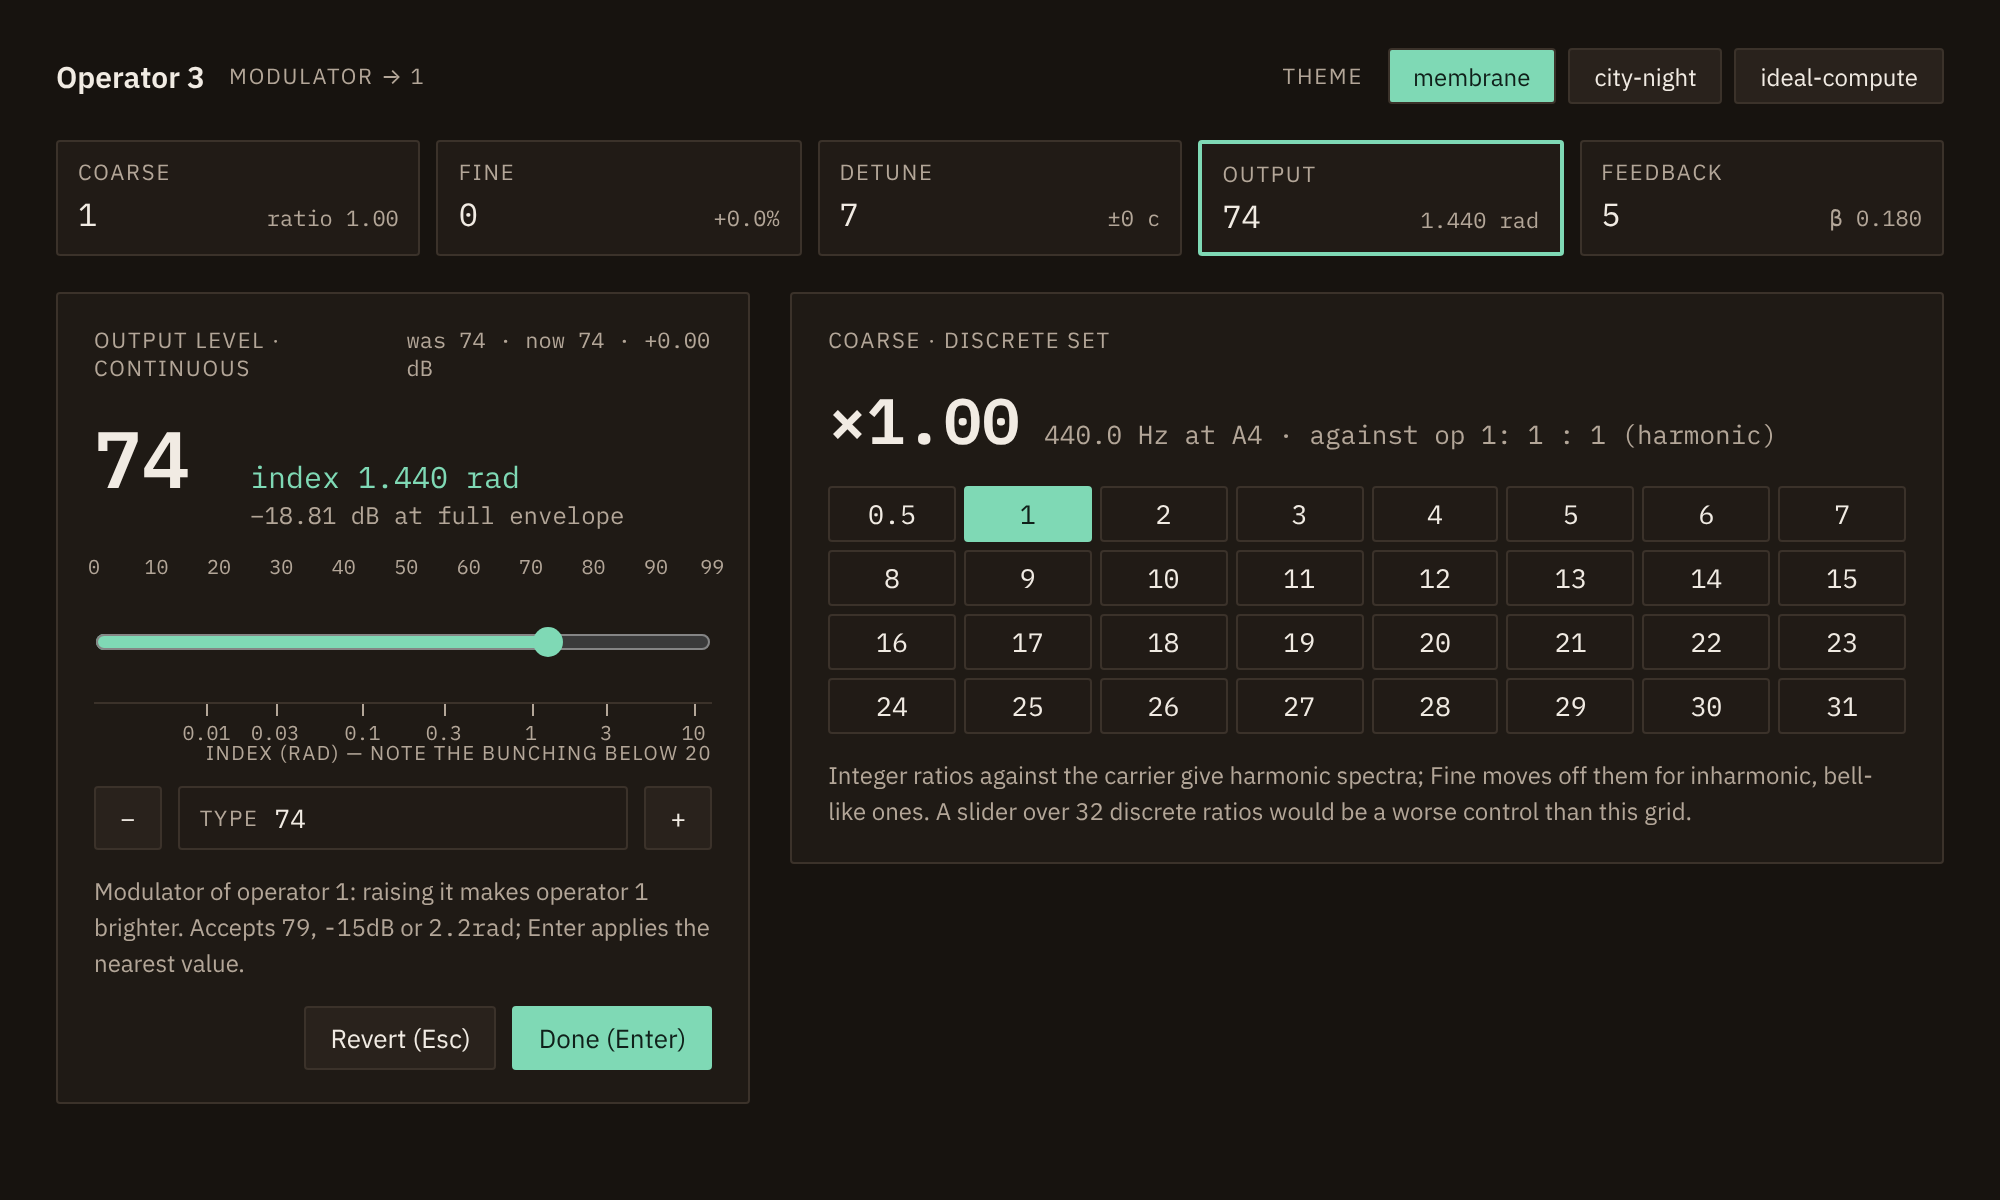 Operator 3 MODULATOR → 1 THEME membrane city-night ideal-compute
COARSE FINE DETUNE OUTPUT FEEDBACK
1 ratio 1.00 0 +0.0% 7 ±0 c 74 1.440 rad 5 β 0.180
OUTPUT LEVEL · was 74 · now 74 · +0.00
CONTINUOUS dB
74 index 1.440 rad
−18.81 dB at full envelope
0 10 20 30 40 50 60 70 80 90 99
0.01 0.03 0.1 0.3 1 3 10
INDEX (RAD) — NOTE THE BUNCHING BELOW 20
− TYPE 74 +
Modulator of operator 1: raising it makes operator 1
brighter. Accepts 79, -15dB or 2.2rad; Enter applies the
nearest value.
Revert (Esc) Done (Enter)
COARSE · DISCRETE SET
×1.00 440.0 Hz at A4 · against op 1: 1 : 1 (harmonic)
0.5 1 2 3 4 5 6 7
8 9 10 11 12 13 14 15
16 17 18 19 20 21 22 23
24 25 26 27 28 29 30 31
Integer ratios against the carrier give harmonic spectra; Fine moves off them for inharmonic, bell-
like ones. A slider over 32 discrete ratios would be a worse control than this grid.